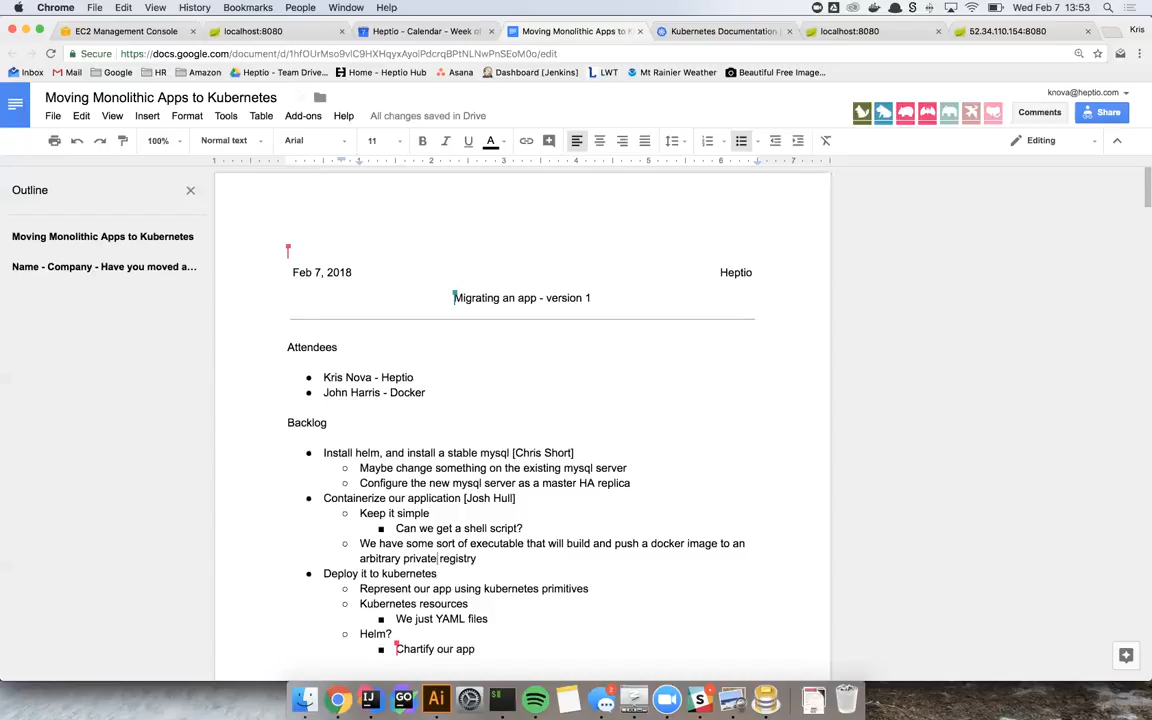 Chrome File Edit View History Bookmarks People Window Help Wed Feb 7 13:53
EC2 Management Console localhost:8080 Heptio - Calendar - Week o Moving Monolithic Apps to K Kubernetes Documentation localhost:8080 52.34.110.154:8080 Kris
Secure https://docs.google.com/document/d/1hfOUrMso9vlC9HXHqyxAyolPdcrqBPtNLNwPnSEoM0o/edit
Inbox Mail Google HR Amazon Heptio - Team Drive... Home - Heptio Hub Asana Dashboard [Jenkins] LWT Mt Rainier Weather Beautiful Free Image...
Moving Monolithic Apps to Kubernetes
knova@heptio.com
File Edit View Insert Format Tools Table Add-ons Help All changes saved in Drive
Comments Share
100% Normal text Arial 11 B I U A Editing
1 1 2 3 4 5 6 7
Outline
Moving Monolithic Apps to Kubernetes
Name - Company - Have you moved a...
Feb 7, 2018 Heptio
Migrating an app - version 1
Attendees
● Kris Nova - Heptio
● John Harris - Docker
Backlog
● Install helm, and install a stable mysql [Chris Short]
○ Maybe change something on the existing mysql server
○ Configure the new mysql server as a master HA replica
● Containerize our application [Josh Hull]
○ Keep it simple
■ Can we get a shell script?
○ We have some sort of executable that will build and push a docker image to an
arbitrary private registry
● Deploy it to kubernetes
○ Represent our app using kubernetes primitives
○ Kubernetes resources
■ We just YAML files
○ Helm?
■ Chartify our app